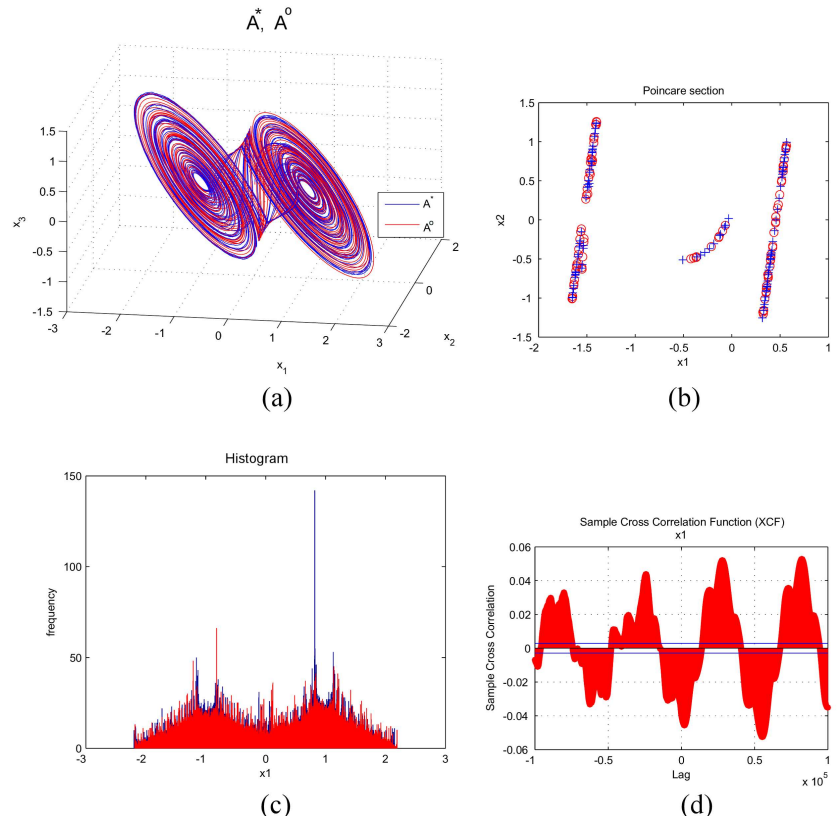 A*, A°
1.5
1
0.5
0
-0.5
-1
-1.5
x3
-3
-2
-1
0
1
2
3
x1
-2
0
2
x2
A*
A°
(a)
Poincare section
1.5
1
0.5
0
-0.5
-1
-1.5
x2
-2
-1.5
-1
-0.5
0
0.5
1
x1
(b)
Histogram
150
100
50
0
frequency
-3
-2
-1
0
1
2
3
x1
(c)
Sample Cross Correlation Function (XCF)
x1
0.06
0.04
0.02
0
-0.02
-0.04
-0.06
Sample Cross Correlation
-1
-0.5
0
0.5
1
Lag
x 10^5
(d)